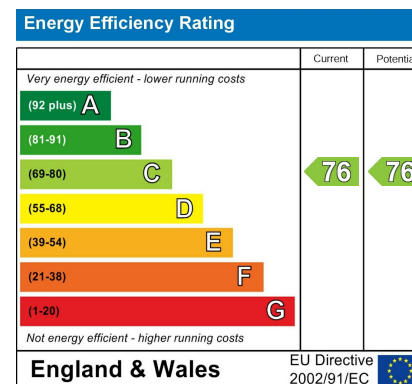 Energy Efficiency Rating
Current Potentia
Very energy efficient - lower running costs
(92 plus) A
(81-91) B
(69-80) C 76 76
(55-68) D
(39-54) E
(21-38) F
(1-20) G
Not energy efficient - higher running costs
England & Wales
EU Directive
2002/91/EC